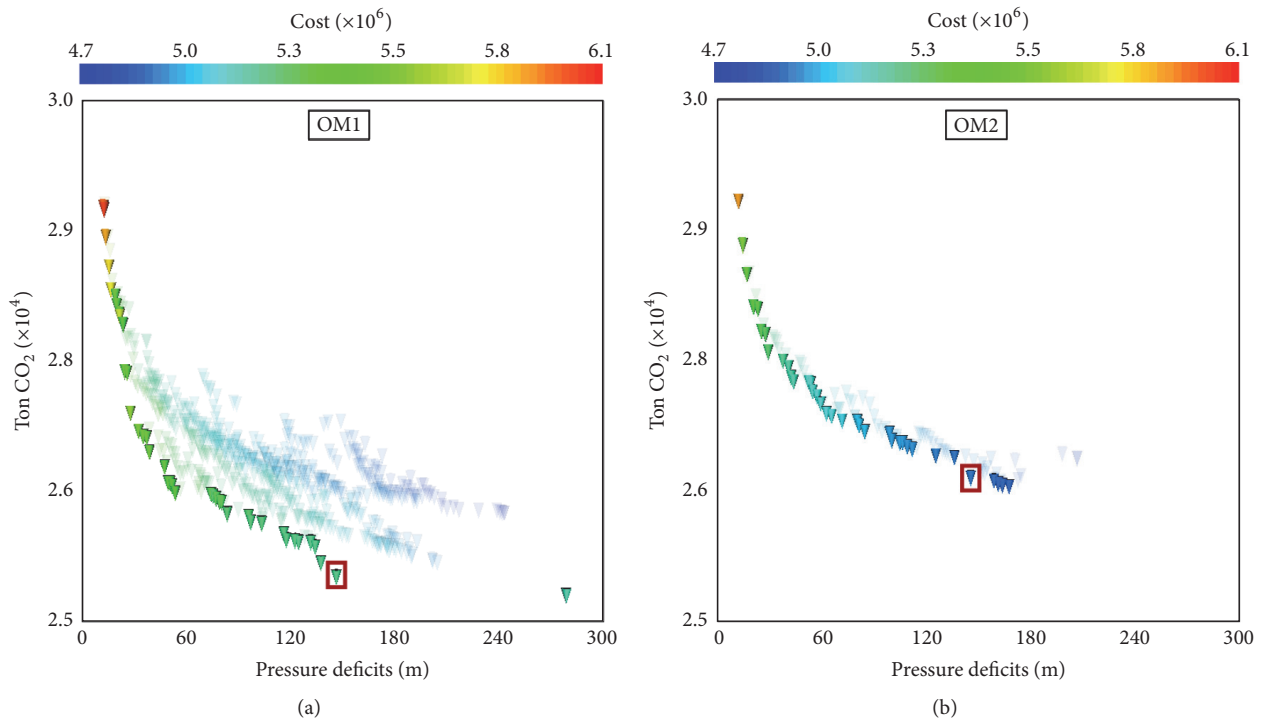 Cost (×10⁶)
4.7 5.0 5.3 5.5 5.8 6.1
OM1
Ton CO₂ (×10⁴)
3.0
2.9
2.8
2.6
2.5
0 60 120 180 240 300
Pressure deficits (m)
(a)
Cost (×10⁶)
4.7 5.0 5.3 5.5 5.8 6.1
OM2
Ton CO₂ (×10⁴)
3.0
2.9
2.8
2.6
2.5
0 60 120 180 240 300
Pressure deficits (m)
(b)